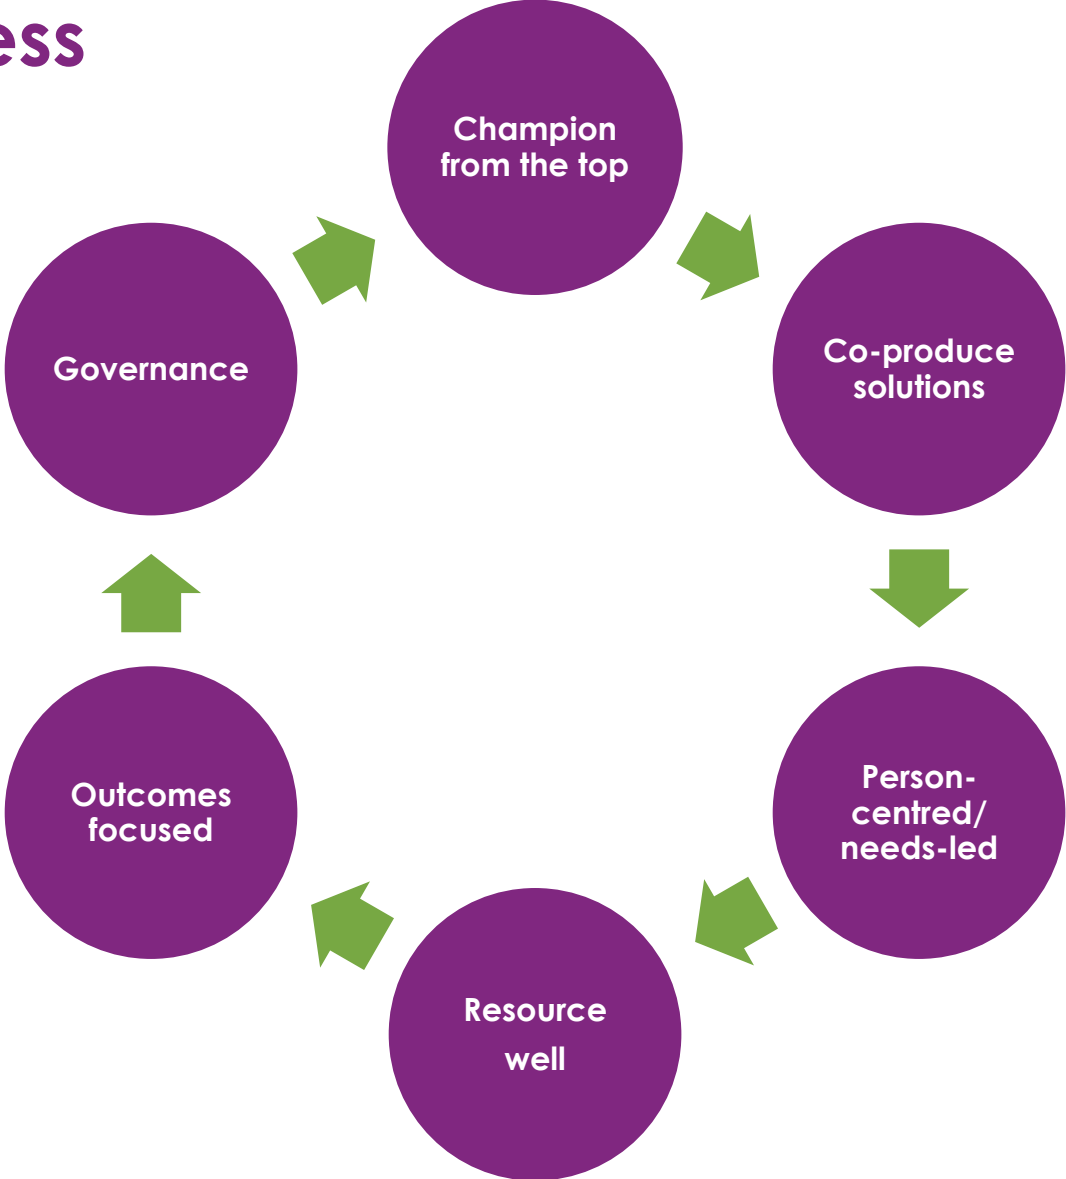 ess
Champion
from the top
Co-produce
solutions
Person-
centred/
needs-led
Resource
well
Outcomes
focused
Governance